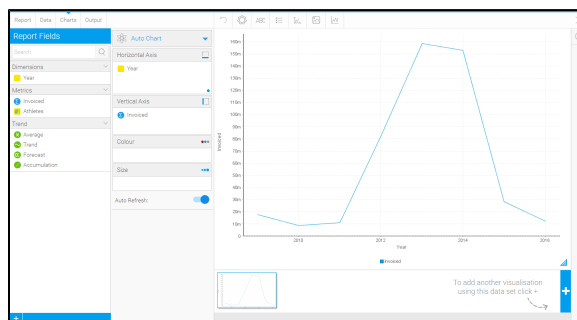 Report Data Charts Output
ABC
Report Fields
Search
Dimensions
Year
Metrics
Invoiced
Athletes
Trend
Average
Trend
Forecast
Accumulation
Auto Chart
Horizontal Axis
Year
Vertical Axis
Invoiced
Colour
Size
Auto Refresh
160m
150m
140m
130m
120m
110m
100m
90m
80m
70m
60m
50m
40m
30m
20m
10m
0
Invoiced
2010 2012 2014 2016
Year
Invoiced
To add another visualisation
using this data set click +
+
+